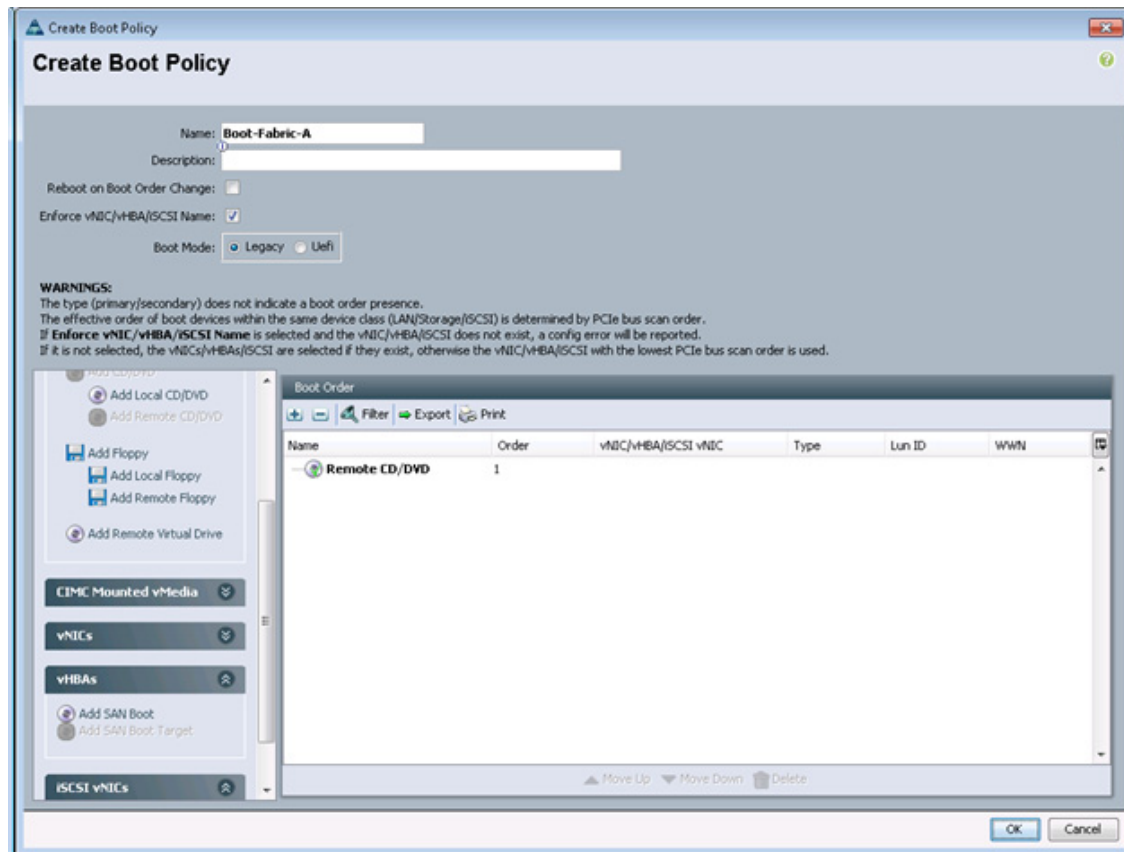 Create Boot Policy
Create Boot Policy
Name: Boot-Fabric-A
Description:
Reboot on Boot Order Change:
Enforce vNIC/vHBA/iSCSI Name:
Boot Mode: Legacy Uefi
WARNINGS:
The type (primary/secondary) does not indicate a boot order presence.
The effective order of boot devices within the same device class (LAN/Storage/iSCSI) is determined by PCIe bus scan order.
If Enforce vNIC/vHBA/iSCSI Name is selected and the vNIC/vHBA/iSCSI does not exist, a config error will be reported.
If it is not selected, the vNICs/vHBAs/iSCSI are selected if they exist, otherwise the vNIC/vHBA/iSCSI with the lowest PCIe bus scan order is used.
Add CD/DVD
Add Local CD/DVD
Add Remote CD/DVD
Add Floppy
Add Local Floppy
Add Remote Floppy
Add Remote Virtual Drive
CIMC Mounted vMedia
vNICs
vHBAs
Add SAN Boot
Add SAN Boot Target
iSCSI vNICs
Boot Order
Filter Export Print
Name Order vNIC/vHBA/iSCSI vNIC Type Lun ID WWN
Remote CD/DVD 1
Move Up Move Down Delete
OK Cancel